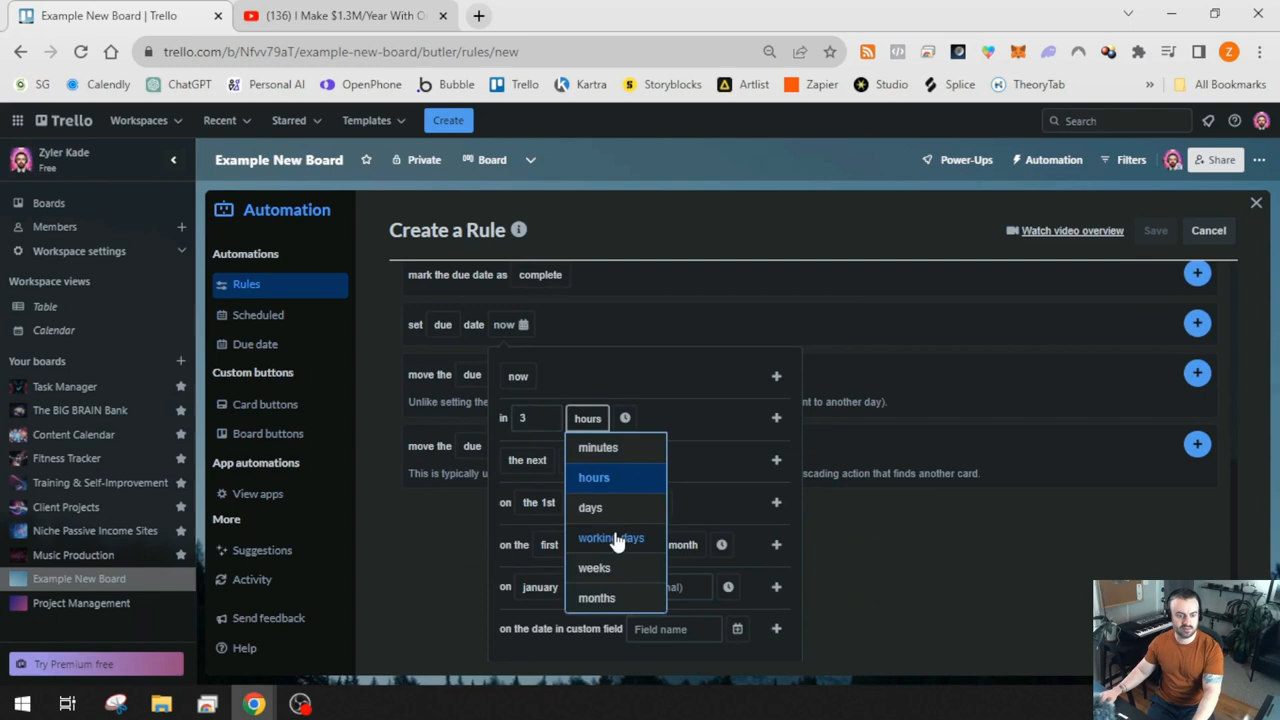 Example New Board | Trello
(136) I Make $1.3M/Year With O
trello.com/b/Nfvv79aT/example-new-board/butler/rules/new
Z
SG
Calendly
ChatGPT
Personal AI
OpenPhone
Bubble
Trello
Kartra
Storyblocks
Artlist
Zapier
Studio
Splice
TheoryTab
»
All Bookmarks
Trello
Workspaces
Recent
Starred
Templates
Create
Search
Zyler Kade
Free
Example New Board
Private
Board
Power-Ups
Automation
Filters
Share
Boards
Members
Workspace settings
Workspace views
Table
Calendar
Your boards
Task Manager
The BIG BRAIN Bank
Content Calendar
Fitness Tracker
Training & Self-Improvement
Client Projects
Niche Passive Income Sites
Music Production
Example New Board
Project Management
Try Premium free
Automation
Automations
Rules
Scheduled
Due date
Custom buttons
Card buttons
Board buttons
App automations
View apps
More
Suggestions
Activity
Send feedback
Help
Create a Rule
Watch video overview
Save
Cancel
mark the due date as complete
set due date now
move the due
Unlike setting the
nt to another day).
move the due
This is typically u
scading action that finds another card.
now
in 3 hours
the next
on the 1st
on the first
month
on january
al)
on the date in custom field Field name
minutes
hours
days
working days
weeks
months